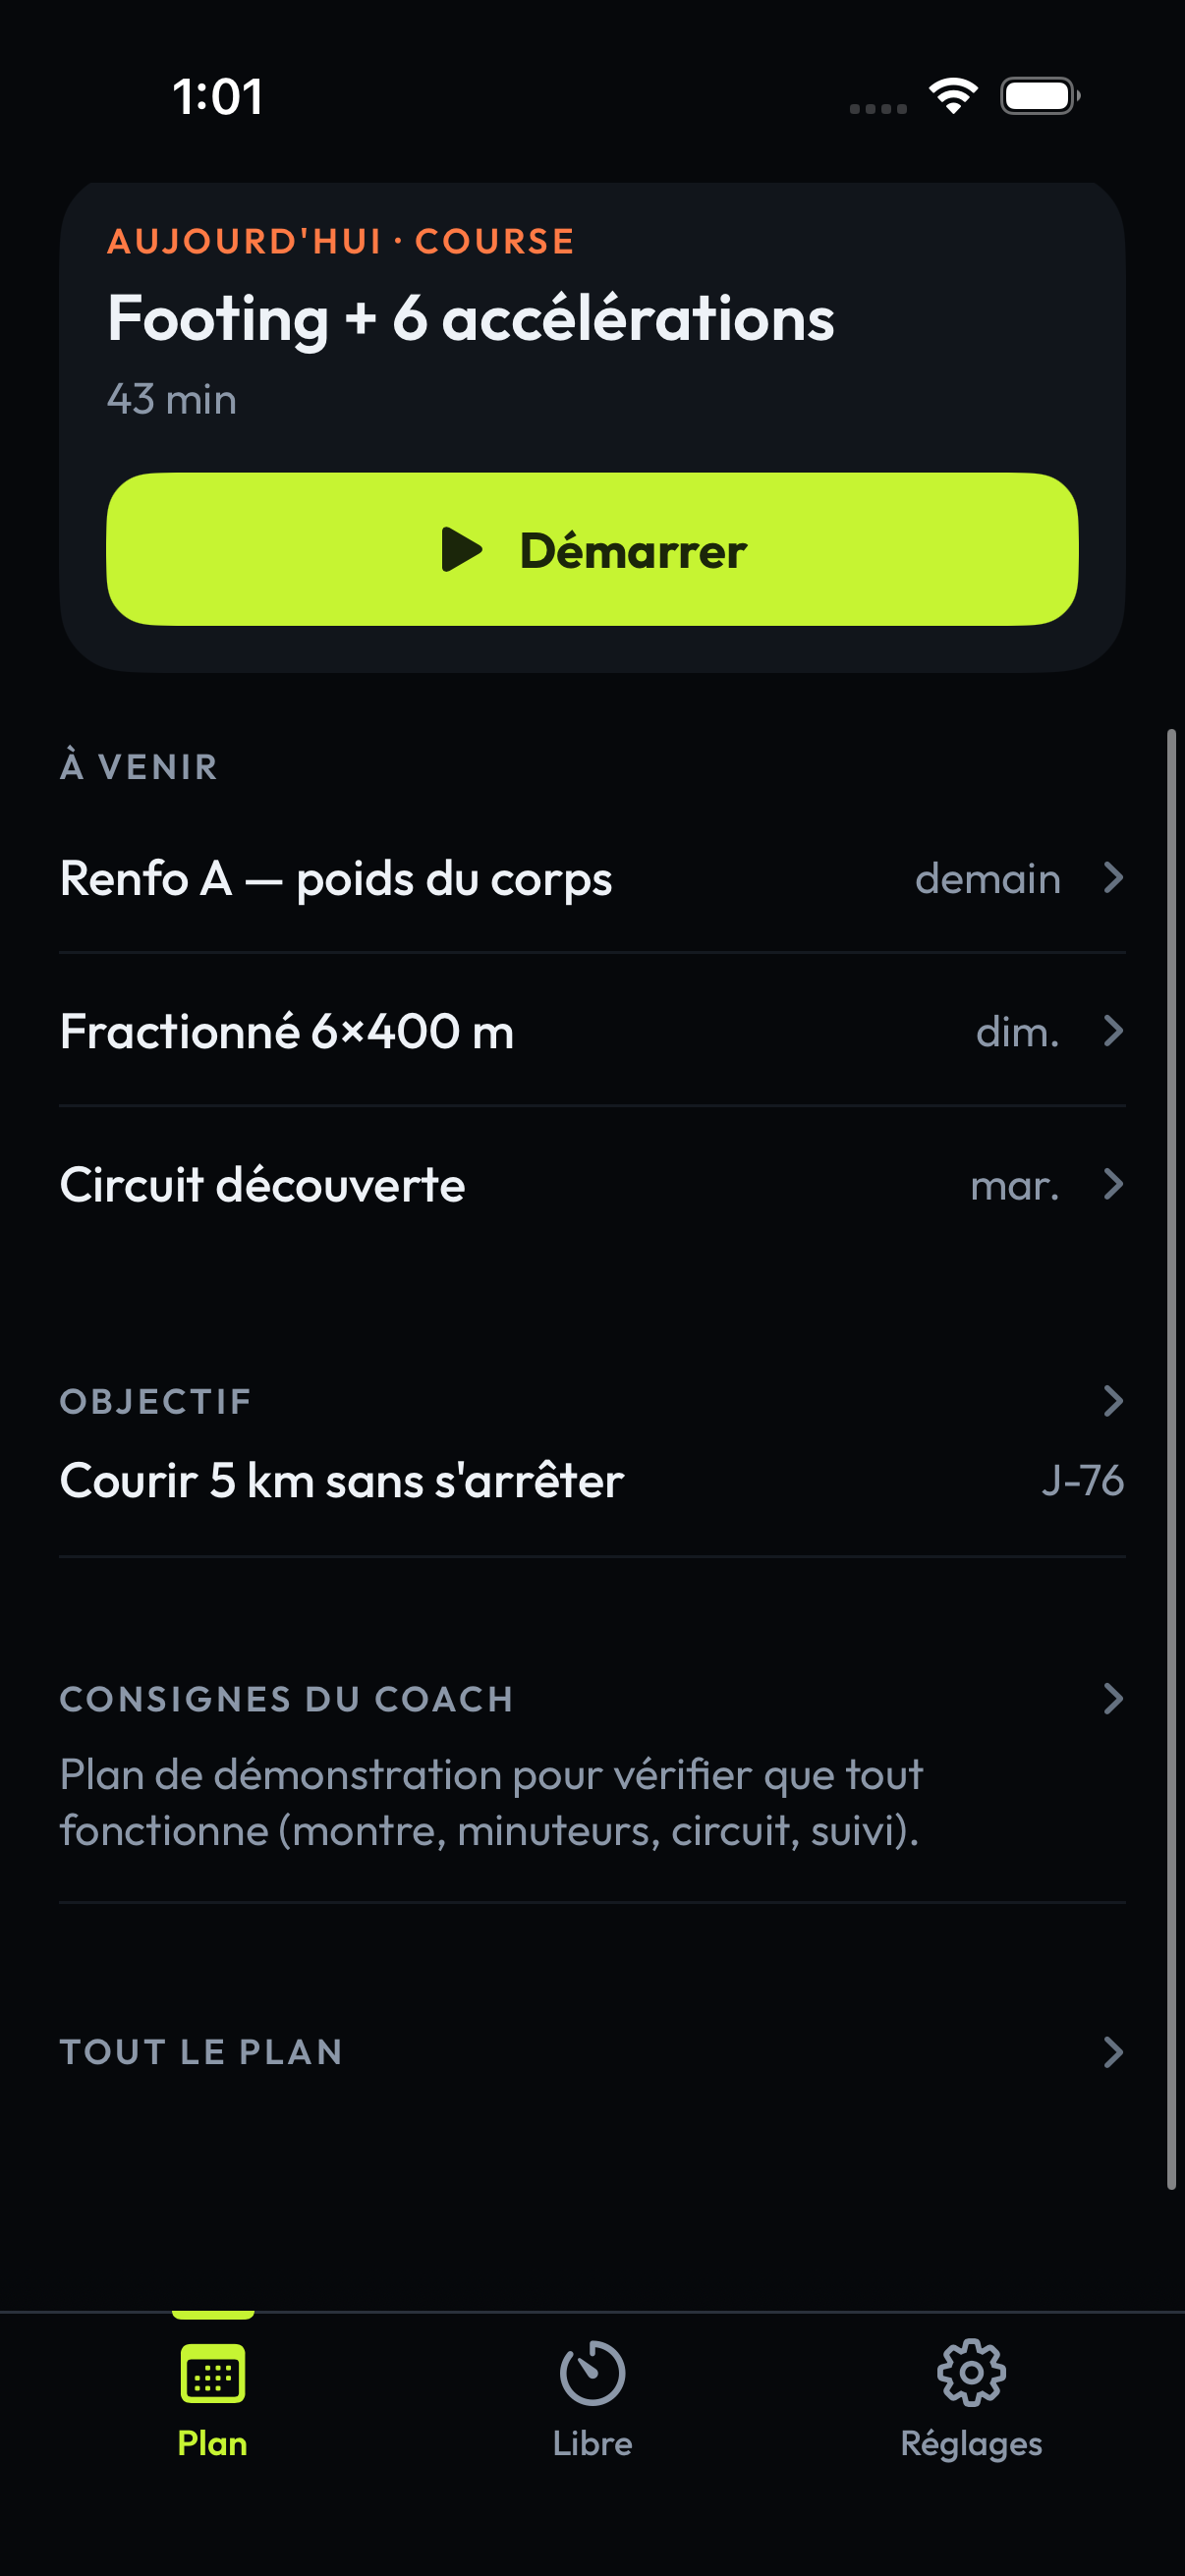 1:01
AUJOURD'HUI · COURSE
Footing + 6 accélérations
43 min
Démarrer
À VENIR
Renfo A — poids du corps demain
Fractionné 6×400 m dim.
Circuit découverte mar.
OBJECTIF
Courir 5 km sans s'arrêter J-76
CONSIGNES DU COACH
Plan de démonstration pour vérifier que tout
fonctionne (montre, minuteurs, circuit, suivi).
TOUT LE PLAN
Plan Libre Réglages